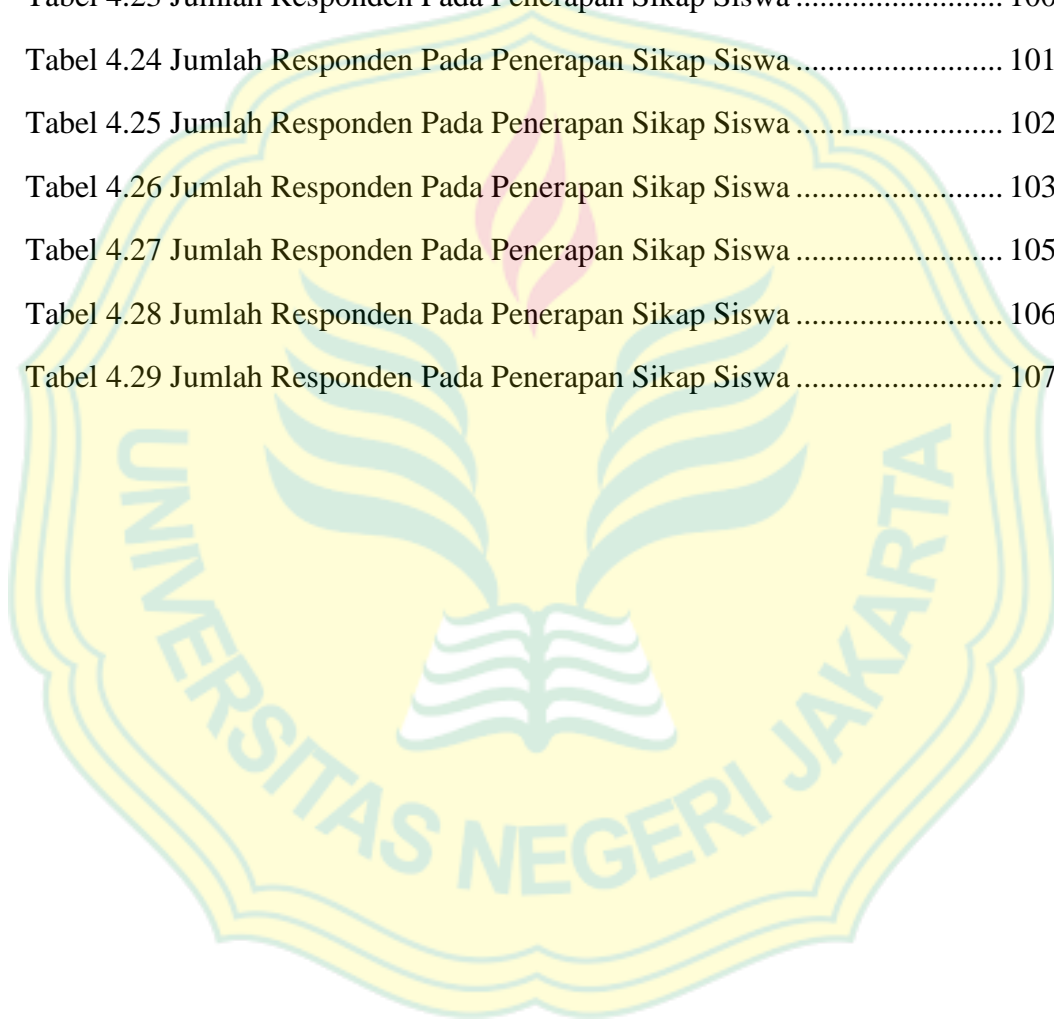 Tabel 4.23 Jumlah Responden Pada Penerapan Sikap Siswa ........................ 100
Tabel 4.24 Jumlah Responden Pada Penerapan Sikap Siswa ........................ 101
Tabel 4.25 Jumlah Responden Pada Penerapan Sikap Siswa ........................ 102
Tabel 4.26 Jumlah Responden Pada Penerapan Sikap Siswa ........................ 103
Tabel 4.27 Jumlah Responden Pada Penerapan Sikap Siswa ........................ 105
Tabel 4.28 Jumlah Responden Pada Penerapan Sikap Siswa ........................ 106
Tabel 4.29 Jumlah Responden Pada Penerapan Sikap Siswa ........................ 107
UNIVERSITAS NEGERI JAKARTA